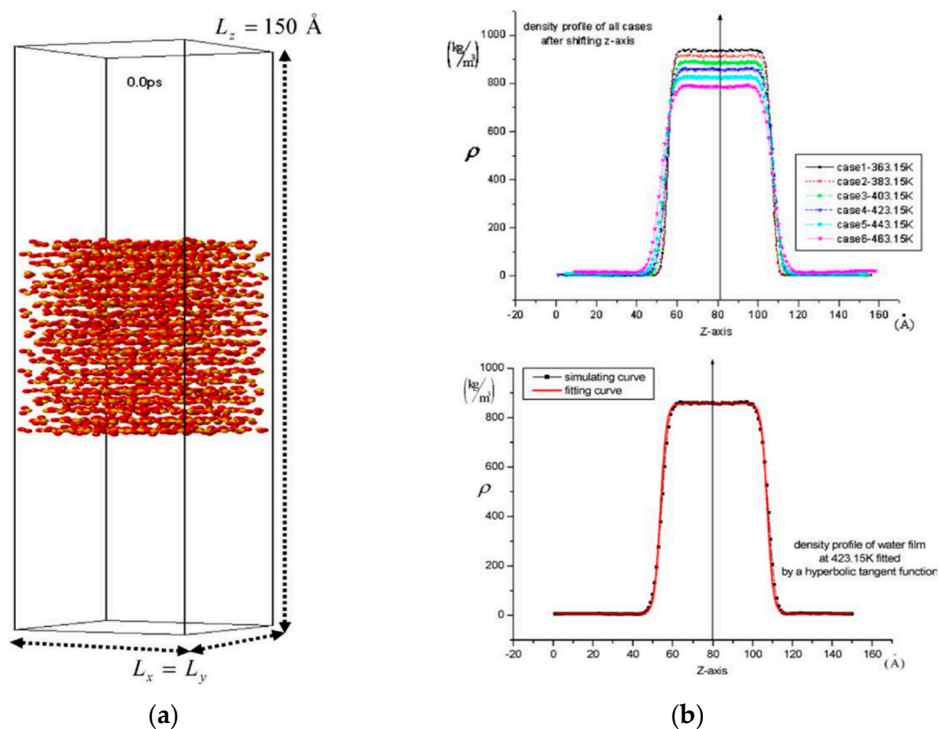 L_z = 150 Å
0.0ps
L_x = L_y
(a)
density profile of all cases
after shifting z-axis
(kg/m³)
1000
800
600
400
200
0
ρ
case1-363.15K
case2-383.15K
case3-403.15K
case4-423.15K
case5-443.15K
case6-463.15K
-20 0 20 40 60 80 100 120 140 160 (Å)
Z-axis
simulating curve
fitting curve
(kg/m³)
1000
800
600
400
200
0
ρ
density profile of water film
at 423.15K fitted
by a hyperbolic tangent function
-20 0 20 40 60 80 100 120 140 160 (Å)
Z-axis
(b)